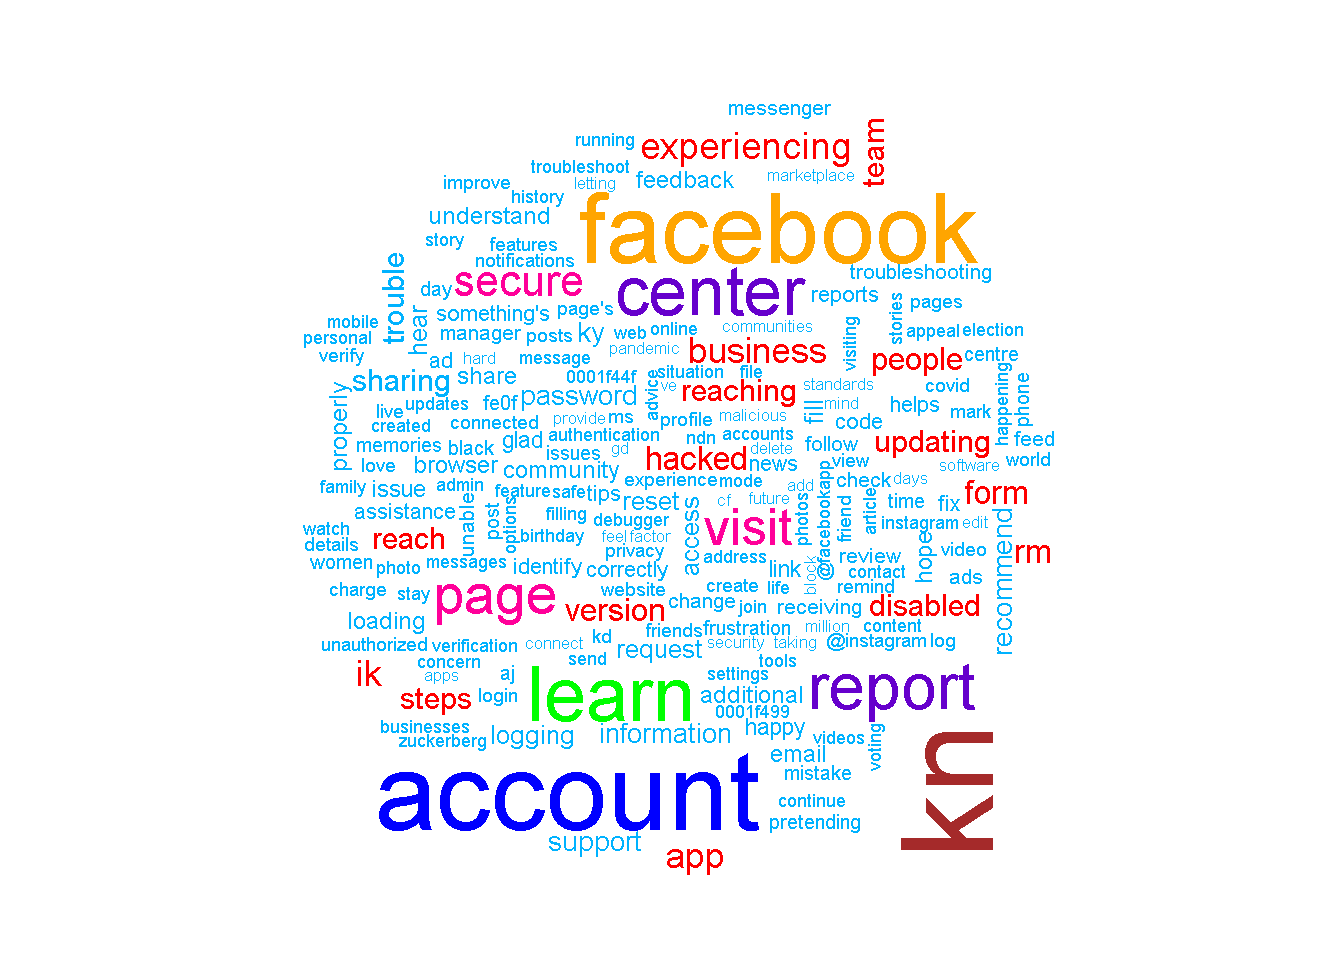 messenger
running
experiencing
team
troubleshoot
marketplace
improve
letting
feedback
history
understand
facebook
story
features
notifications
trouble
secure
center
troubleshooting
day
reports
stories
pages
something's
page's
hear
mobile
personal
manager
posts
ky
web
online
communities
visiting
appeal
election
verify
ad
hard
message
pandemic
business
people
centre
sharing
share
0001f44f
situation
file
reaching
standards
covid
happening
phone
properly
live
updates
fe0f
password
advice
ve
mind
fill
helps
mark
created
connected
provide
ms
profile
malicious
code
memories
black
glad
authentication
ndn
accounts
follow
updating
feed
love
browser
issues
gd
hacked
delete
news
view
software
world
community
family
issue
admin
feature
safe
tips
experience
mode
add
check
days
form
assistance
unable
post
options
filling
reset
cf
future
photos
@facebookapp
friend
article
time
fix
watch
debugger
access
visit
instagram
edit
recommend
details
reach
birthday
feel
factor
hope
rm
women
photo
messages
identify
privacy
correctly
address
link
block
review
contact
video
charge
stay
page
website
create
life
remind
ads
version
change
join
receiving
disabled
loading
friends
frustration
million
content
unauthorized
verification
connect
kd
request
security
taking
@instagram
log
concern
send
tools
ik
apps
aj
learn
settings
report
steps
login
additional
0001f499
businesses
zuckerberg
logging
information
happy
videos
voting
kn
email
account
mistake
continue
pretending
support
app